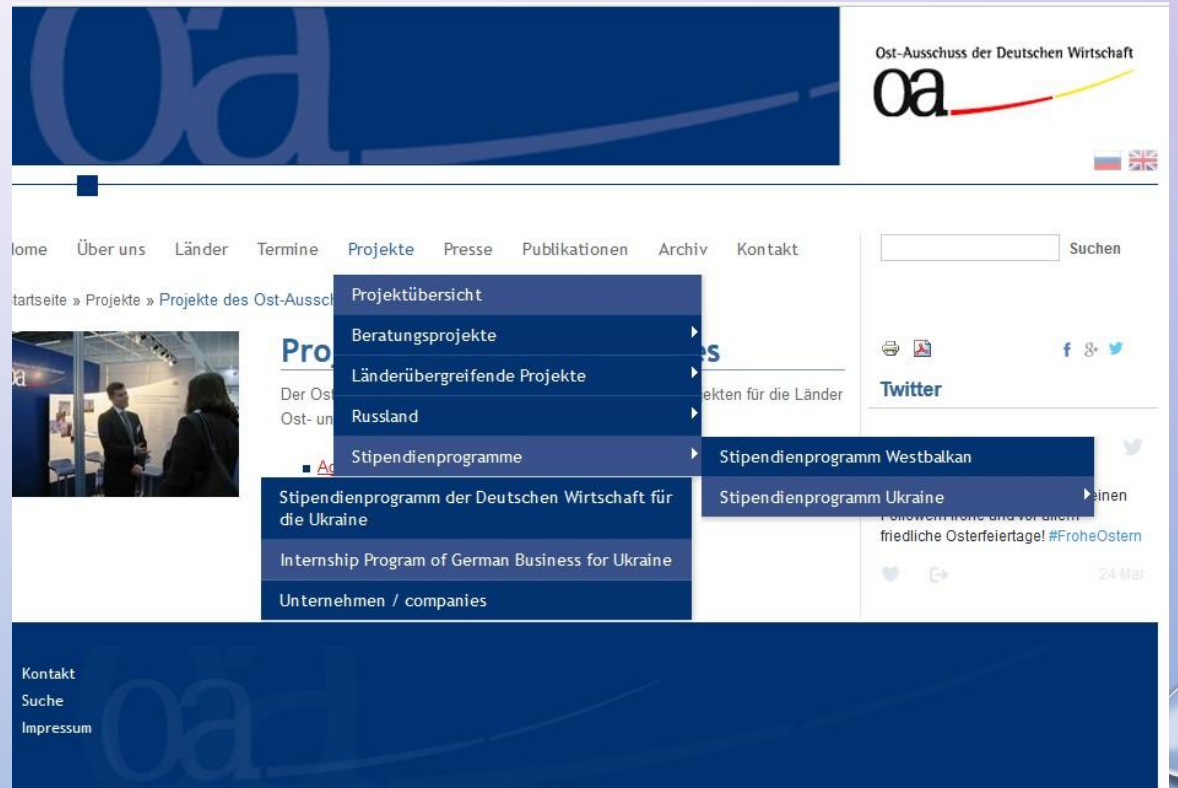 oa
Ost-Ausschuss der Deutschen Wirtschaft
oa
Home Über uns Länder Termine Projekte Presse Publikationen Archiv Kontakt
Suchen
Startseite » Projekte » Projekte des Ost-Aussch
Projektübersicht
Beratungsprojekte
Länderübergreifende Projekte
Russland
Stipendienprogramme
Stipendienprogramm Westbalkan
Stipendienprogramm Ukraine
Stipendienprogramm der Deutschen Wirtschaft für
die Ukraine
Internship Program of German Business for Ukraine
Unternehmen / companies
Pro es
Der Ost ekten für die Länder
Ost- un
Twitter
einen
friedliche Osterfeiertage! #FroheOstern
24 Mar
Kontakt
Suche
Impressum